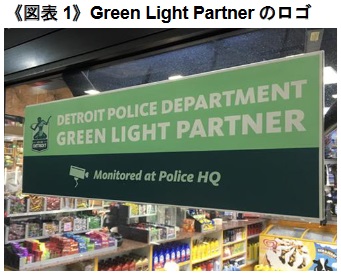 《図表 1》Green Light Partner のロゴ
DETROIT POLICE DEPARTMENT
GREEN LIGHT PARTNER
Monitored at Police HQ